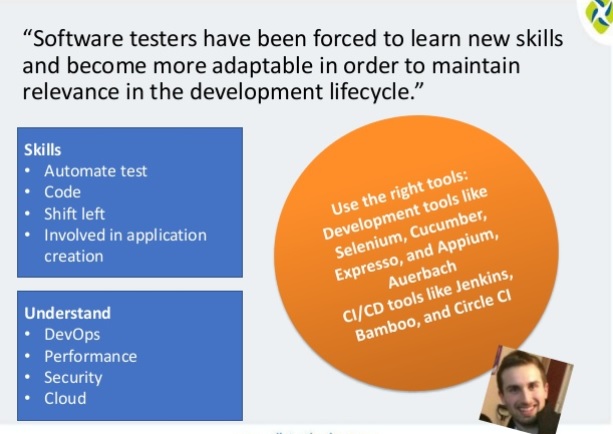 “Software testers have been forced to learn new skills
and become more adaptable in order to maintain
relevance in the development lifecycle.”
Skills
• Automate test
• Code
• Shift left
• Involved in application
creation
Understand
• DevOps
• Performance
• Security
• Cloud
Use the right tools:
Development tools like
Selenium, Cucumber,
Expresso, and Appium,
Auerbach
CI/CD tools like Jenkins,
Bamboo, and Circle CI